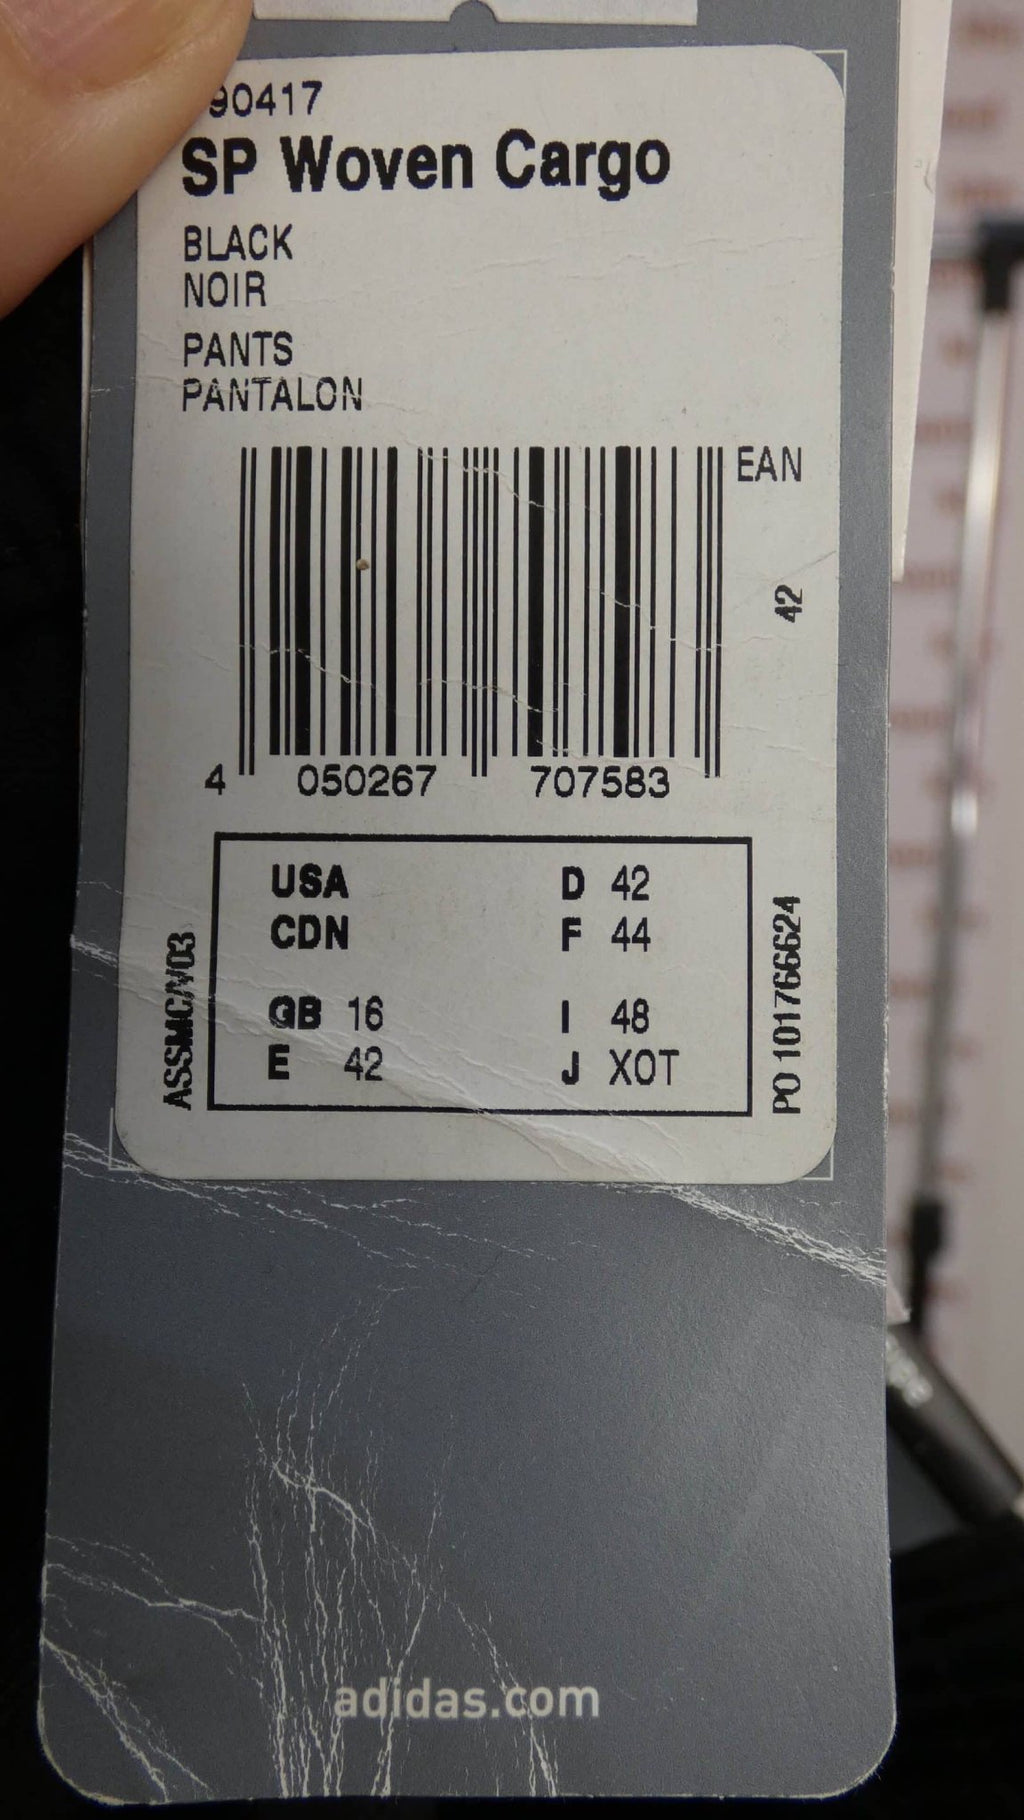 90417
SP Woven Cargo
BLACK
NOIR
PANTS
PANTALON
EAN
42
4 050267 707583
USA D 42
CDN F 44
GB 16 I 48
E 42 J XOT
ASSMC/V03
PO 101766624
adidas.com